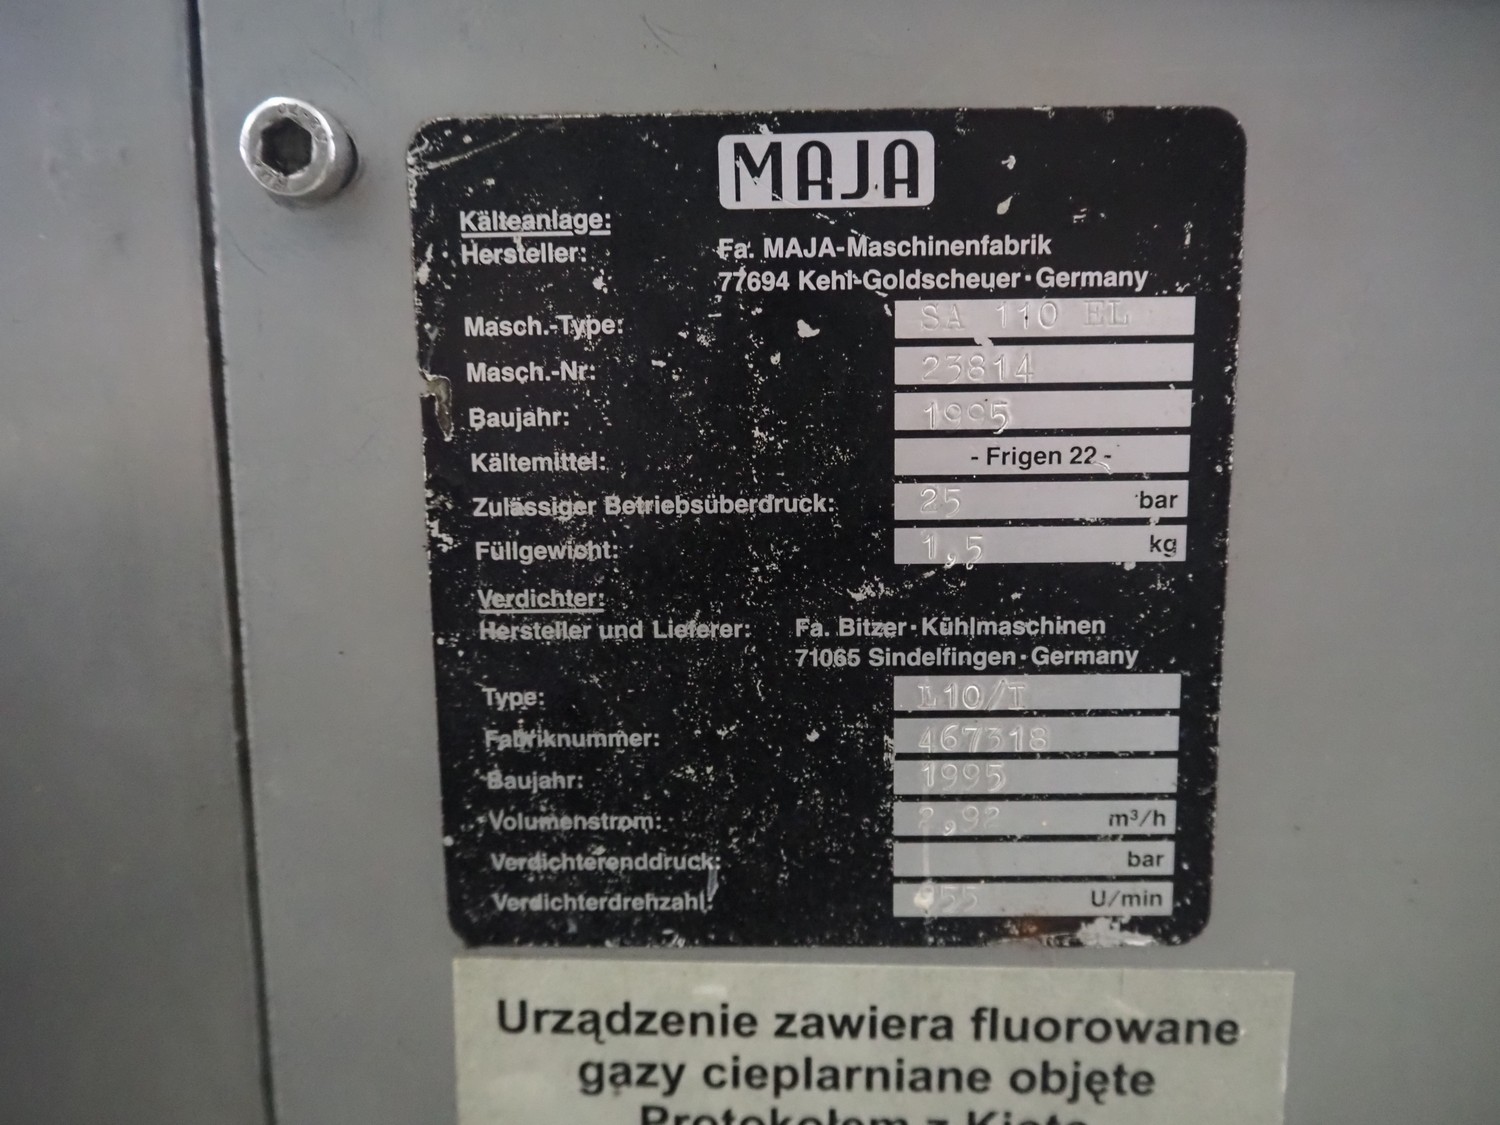 MAJA
Kälteanlage:
Hersteller: Fa. MAJA-Maschinenfabrik
77694 Kehl-Goldscheuer · Germany
Masch.-Type: SA 110 EL
Masch.-Nr: 23814
Baujahr: 1995
Kältemittel: - Frigen 22 -
Zulässiger Betriebsüberdruck: 25 bar
Füllgewicht: 1,5 kg
Verdichter:
Hersteller und Lieferer: Fa. Bitzer · Kühlmaschinen
71065 Sindelfingen · Germany
Type: L10/I
Fabriknummer: 467318
Baujahr: 1995
Volumenstrom: 2,92 m³/h
Verdichterenddruck: bar
Verdichterdrehzahl: U/min
Urządzenie zawiera fluorowane
gazy cieplarniane objęte
Protokołem z Kioto